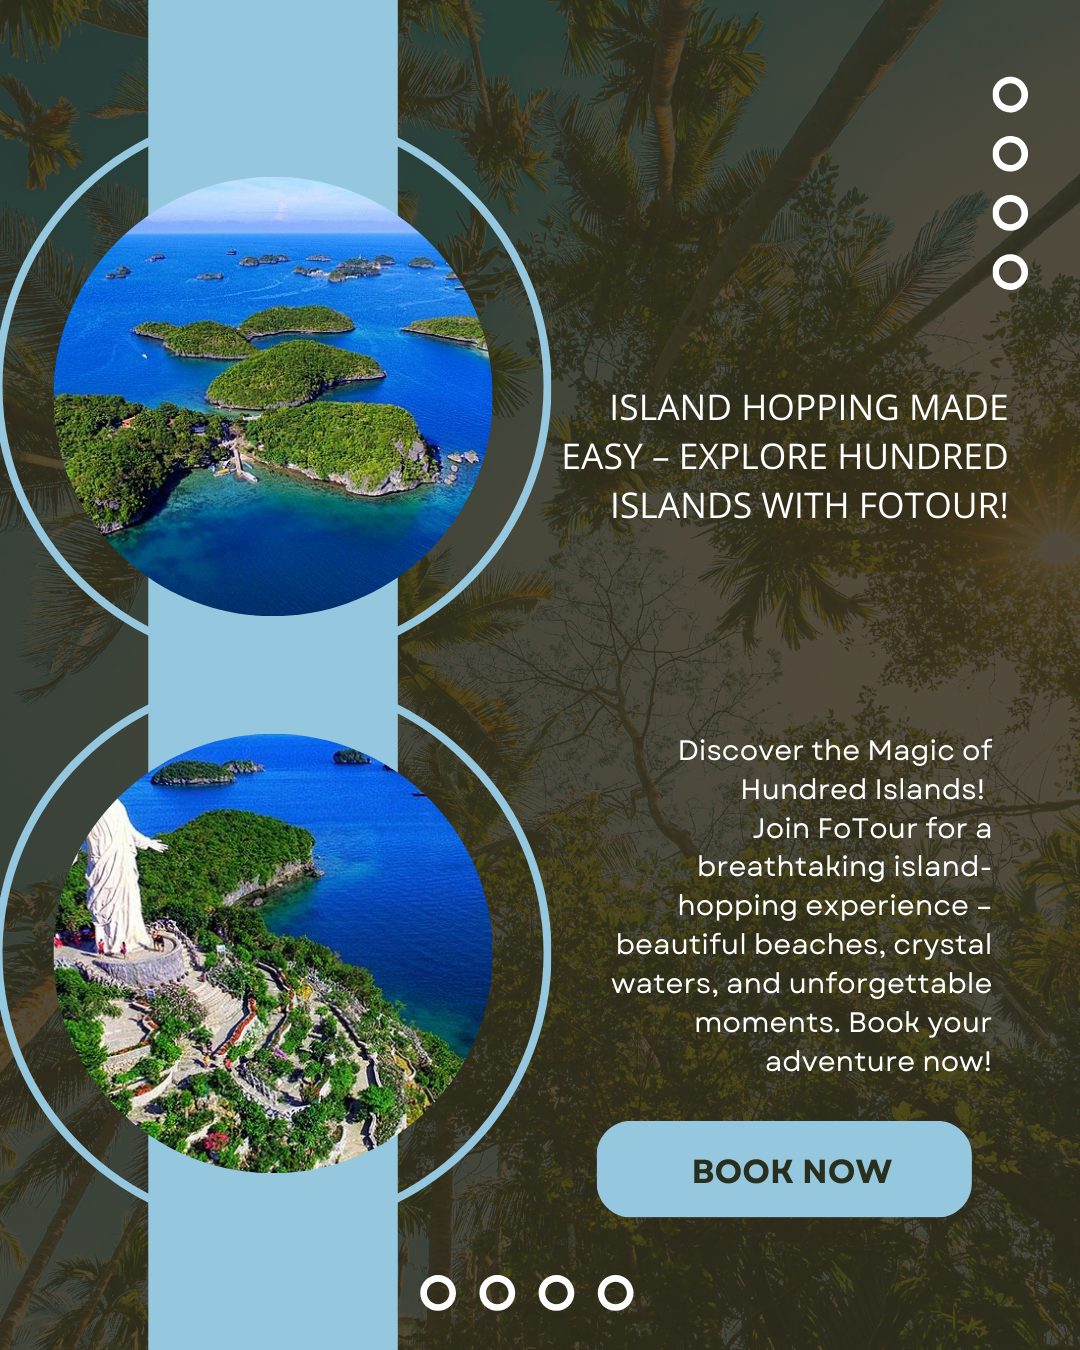 ISLAND HOPPING MADE
EASY – EXPLORE HUNDRED
ISLANDS WITH FOTOUR!
Discover the Magic of
Hundred Islands!
Join FoTour for a
breathtaking island-
hopping experience –
beautiful beaches, crystal
waters, and unforgettable
moments. Book your
adventure now!
BOOK NOW